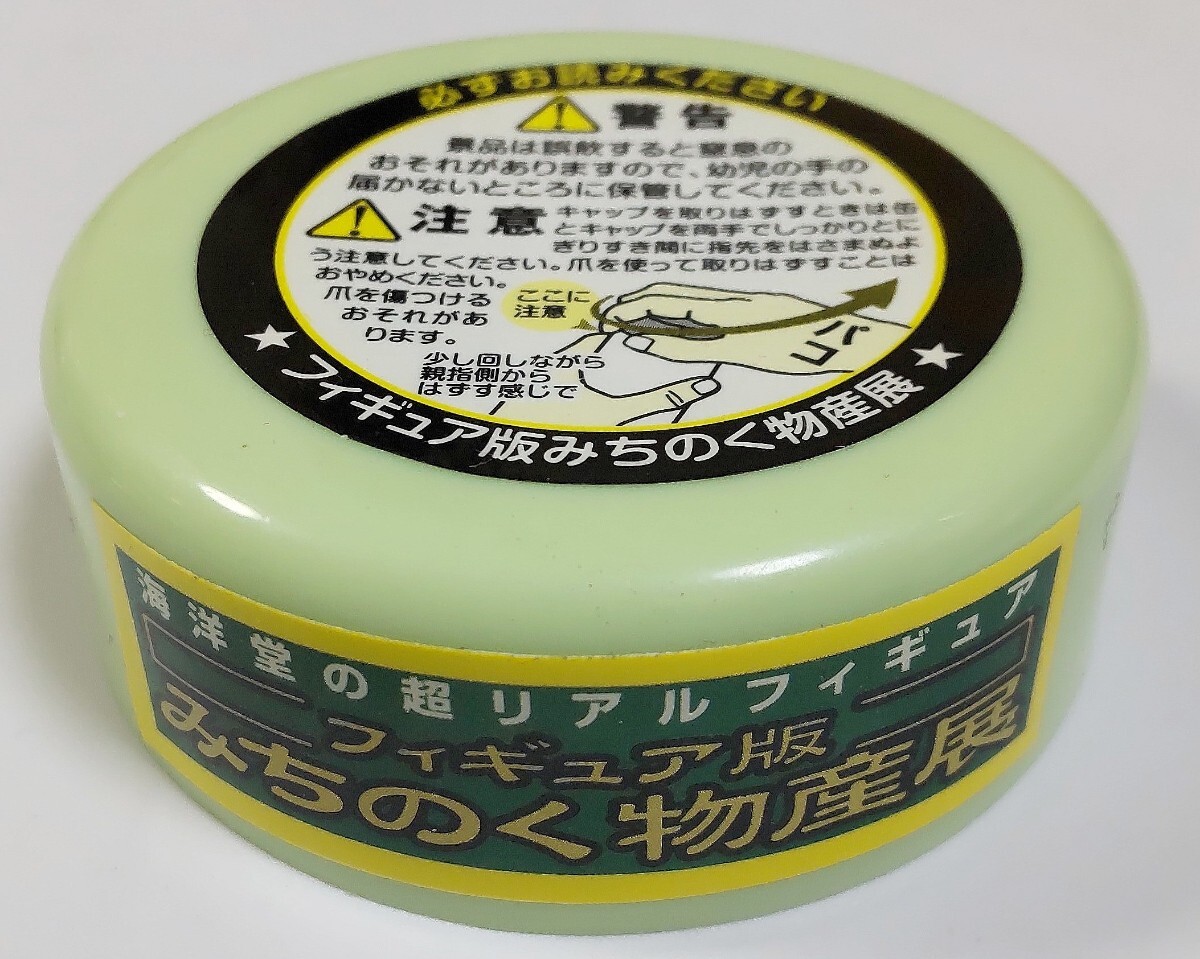 必ずお読みください
警告
景品は誤飲すると窒息の
おそれがありますので、幼児の手の
届かないところに保管してください。
注意
キャップを取りはずすときは缶
とキャップを両手でしっかりとに
ぎりすき間に指先をはさまぬよ
う注意してください。爪を使って取りはずすことは
おやめください。
爪を傷つける
おそれがあ
ります。
ここに
注意
パコ
少し回しながら
親指側から
はずす感じで
★フィギュア版みちのく物産展★
海洋堂の超リアルフィギュア
フィギュア版
みちのく物産展